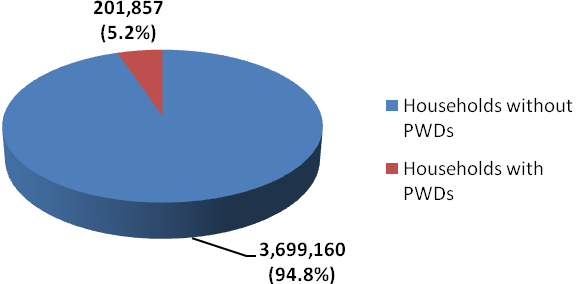 201,857
(5.2%)
Households without
PWDs
Households with
PWDs
3,699,160
(94.8%)